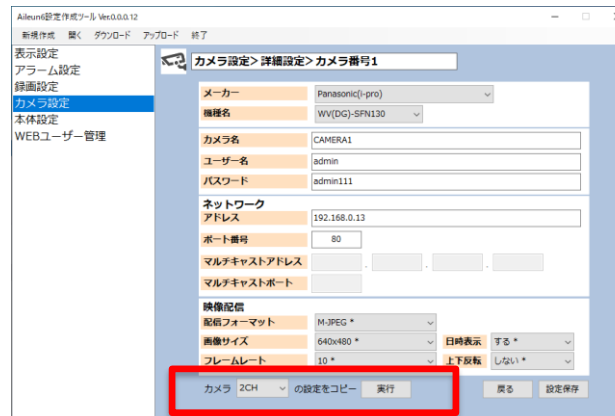 Aileun6設定作成ツール Ver.0.0.0.12
新規作成 開く ダウンロード アップロード 終了
表示設定
アラーム設定
録画設定
カメラ設定
本体設定
WEBユーザー管理
カメラ設定>詳細設定>カメラ番号1
メーカー Panasonic(i-pro)
機種名 WV(DG)-SFN130
カメラ名 CAMERA1
ユーザー名 admin
パスワード admin111
ネットワーク
アドレス 192.168.0.13
ポート番号 80
マルチキャストアドレス . . .
マルチキャストポート
映像配信
配信フォーマット M-JPEG *
画像サイズ 640x480 * 日時表示 する *
フレームレート 10 * 上下反転 しない *
カメラ 2CH の設定をコピー 実行 戻る 設定保存